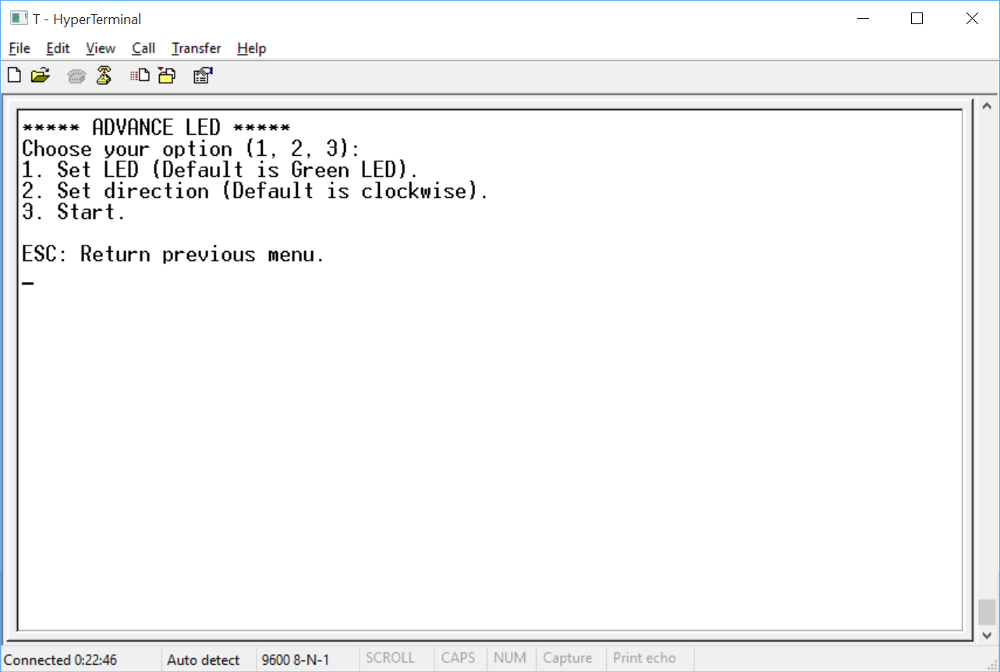 T - HyperTerminal
File Edit View Call Transfer Help
***** ADVANCE LED *****
Choose your option (1, 2, 3):
1. Set LED (Default is Green LED).
2. Set direction (Default is clockwise).
3. Start.
ESC: Return previous menu.
_
Connected 0:22:46 Auto detect 9600 8-N-1 SCROLL CAPS NUM Capture Print echo